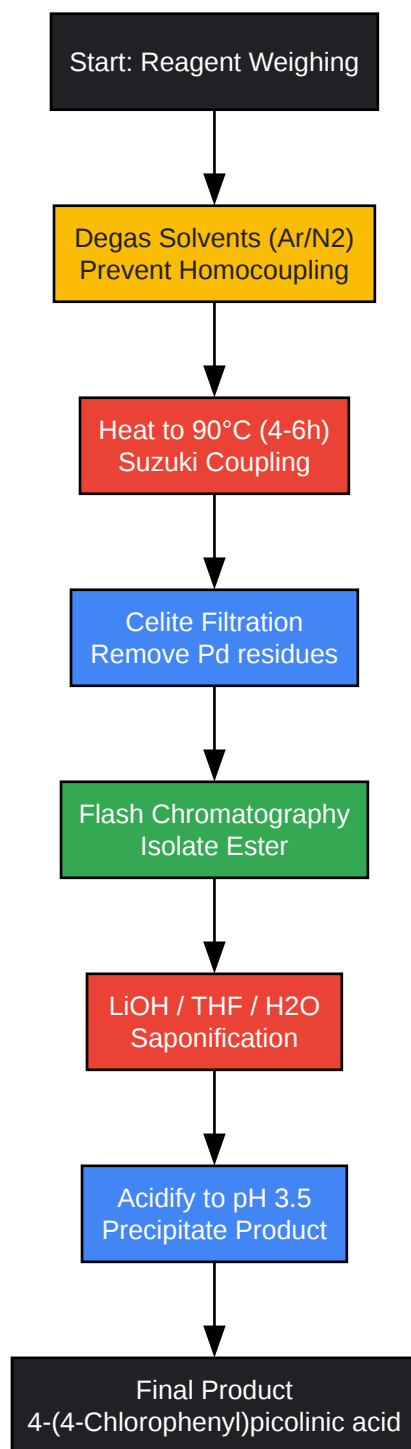 Start: Reagent Weighing
Degas Solvents (Ar/N2)
Prevent Homocoupling
Heat to 90°C (4-6h)
Suzuki Coupling
Celite Filtration
Remove Pd residues
Flash Chromatography
Isolate Ester
LiOH / THF / H2O
Saponification
Acidify to pH 3.5
Precipitate Product
Final Product
4-(4-Chlorophenyl)picolinic acid